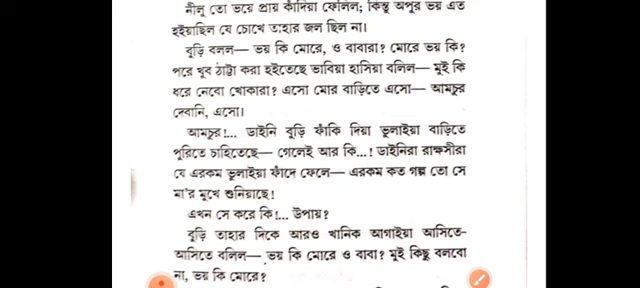 নীলু তো ভয়ে প্রায় কাঁদিয়া ফেলিল; কিন্তু অপুর ভয় এত
হইয়াছিল যে চোখে তাহার জল ছিল না।
বুড়ি বলল— ভয় কি মোরে, ও বাবারা? মোরে ভয় কি?
পরে খুব ঠাট্টা করা হইতেছে ভাবিয়া হাসিয়া বলিল— মুই কি
ধরে নেবো খোকারা? এসো মোর বাড়িতে এসো— আমচুর
দেবানি, এসো।
আমচুর!... ডাইনি বুড়ি ফাঁকি দিয়া ভুলাইয়া বাড়িতে
পুরিতে চাহিতেছে— গেলেই আর কি...! ডাইনিরা রাক্ষসীরা
যে এরকম ভুলাইয়া ফাঁদে ফেলে— এরকম কত গল্প তো সে
মা'র মুখে শুনিয়াছে!
এখন সে করে কি!... উপায়?
বুড়ি তাহার দিকে আরও খানিক আগাইয়া আসিতে-
আসিতে বলিল— ভয় কি মোরে ও বাবা? মুই কিছু বলবো
না, ভয় কি মোরে?